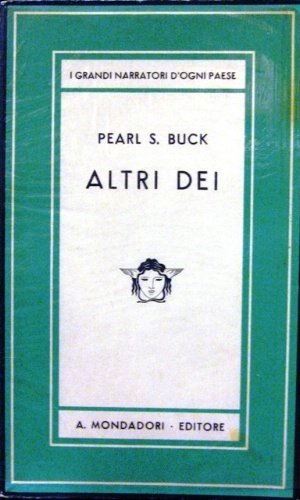 I GRANDI NARRATORI D'OGNI PAESE
PEARL S. BUCK
ALTRI DEI
A. MONDADORI · EDITORE